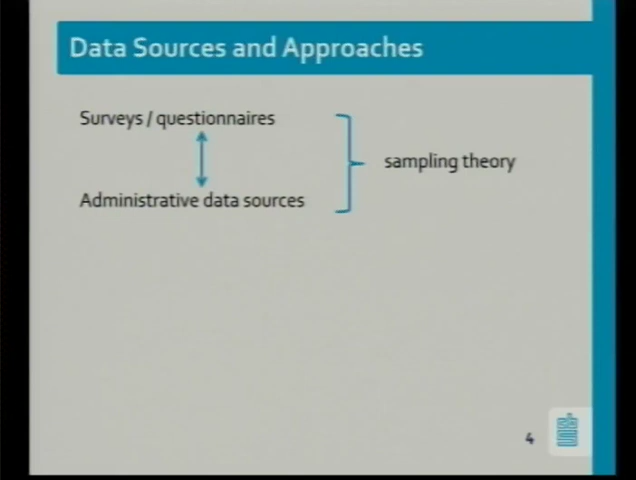 Data Sources and Approaches
Surveys / questionnaires
sampling theory
Administrative data sources
4